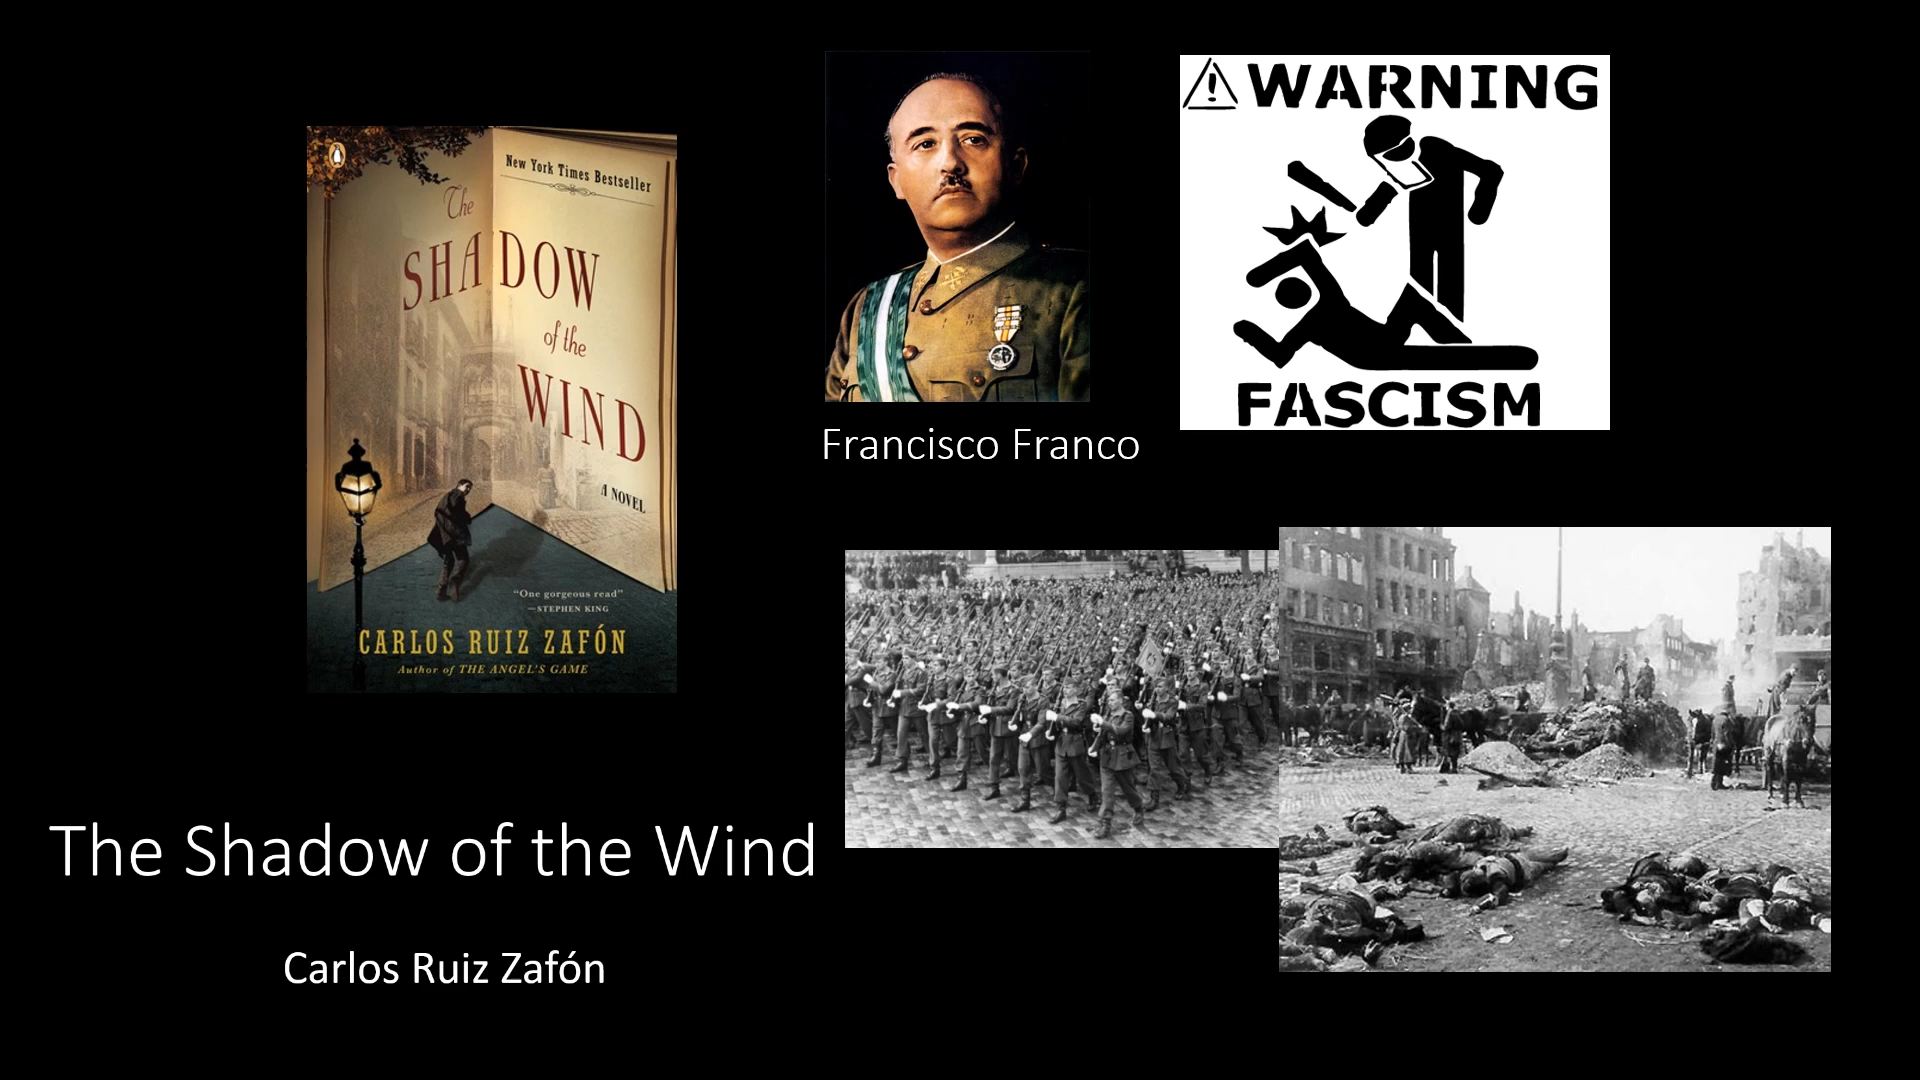 New York Times Bestseller
The
SHADOW
of the
WIND
A NOVEL
“One gorgeous read”
—STEPHEN KING
CARLOS RUIZ ZAFÓN
Author of THE ANGEL'S GAME
Francisco Franco
WARNING
FASCISM
The Shadow of the Wind
Carlos Ruiz Zafón